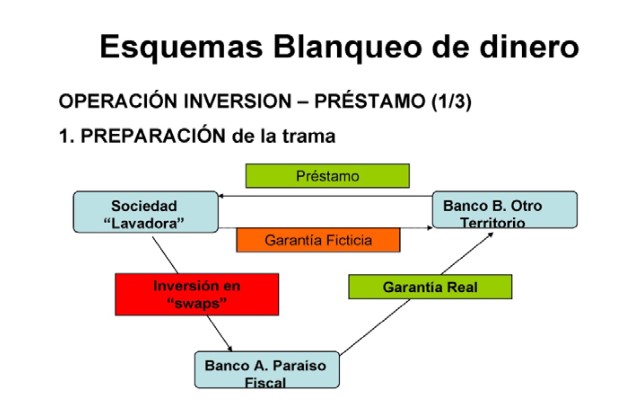 Esquemas Blanqueo de dinero
OPERACIÓN INVERSION – PRÉSTAMO (1/3)
1. PREPARACIÓN de la trama
Préstamo
Sociedad
“Lavadora”
Banco B. Otro
Territorio
Garantía Ficticia
Inversión en
“swaps”
Garantía Real
Banco A. Paraíso
Fiscal